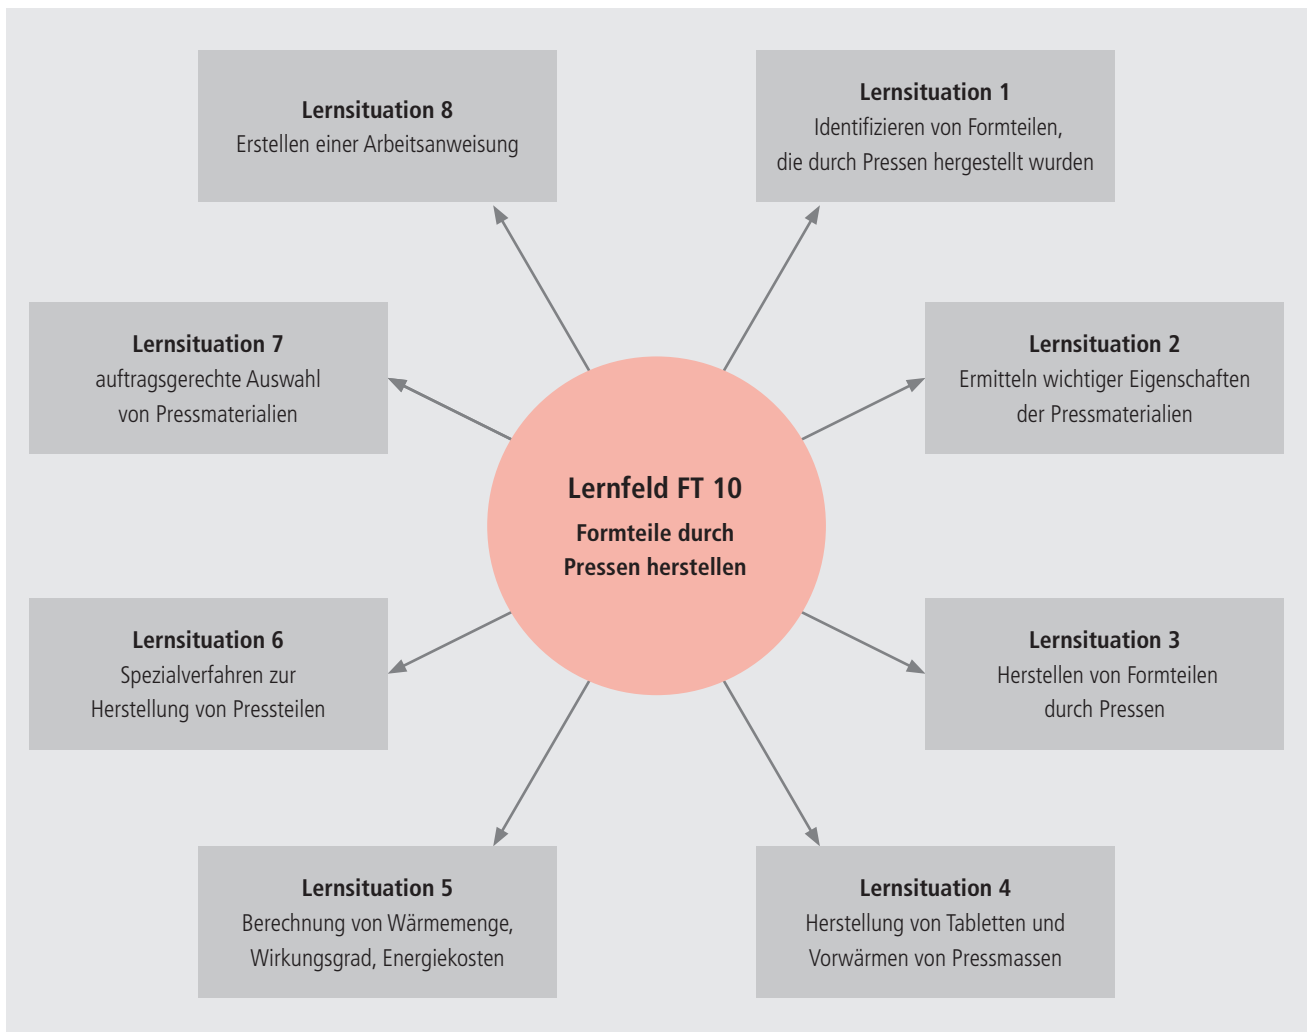 Lernsituation 8
Erstellen einer Arbeitsanweisung
Lernsituation 1
Identifizieren von Formteilen,
die durch Pressen hergestellt wurden
Lernsituation 7
auftragsgerechte Auswahl
von Pressmaterialien
Lernsituation 2
Ermitteln wichtiger Eigenschaften
der Pressmaterialien
Lernfeld FT 10
Formteile durch
Pressen herstellen
Lernsituation 6
Spezialverfahren zur
Herstellung von Pressteilen
Lernsituation 3
Herstellen von Formteilen
durch Pressen
Lernsituation 5
Berechnung von Wärmemenge,
Wirkungsgrad, Energiekosten
Lernsituation 4
Herstellung von Tabletten und
Vorwärmen von Pressmassen